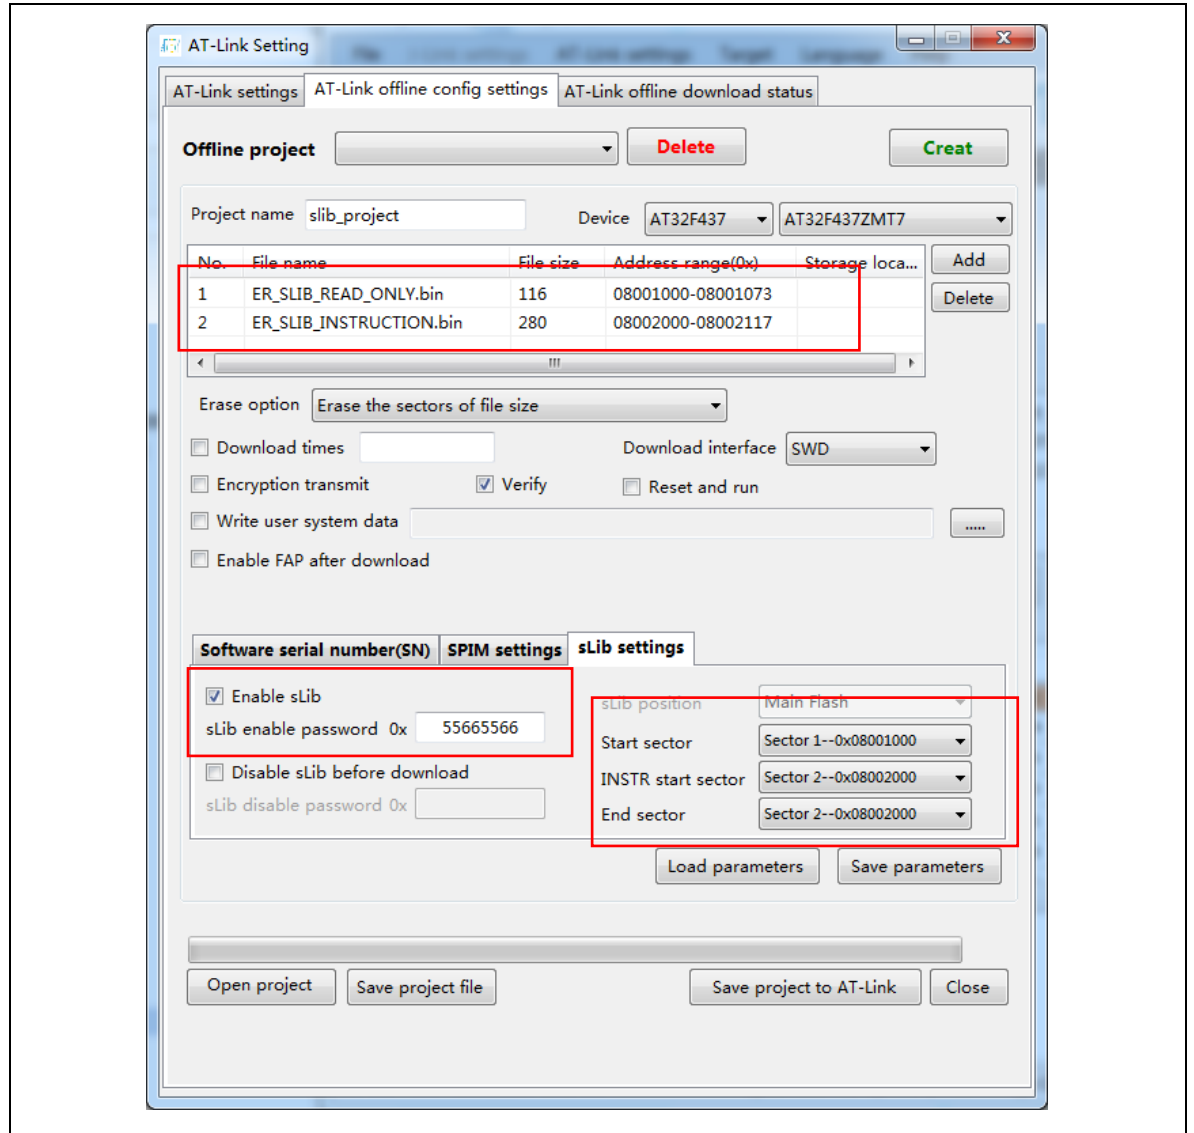 AT-Link Setting
AT-Link settings AT-Link offline config settings AT-Link offline download status
Offline project Delete Creat
Project name slib_project Device AT32F437 AT32F437ZMT7
No. File name File size Address range(0x) Storage loca... Add
1 ER_SLIB_READ_ONLY.bin 116 08001000-08001073 Delete
2 ER_SLIB_INSTRUCTION.bin 280 08002000-08002117
Erase option Erase the sectors of file size
Download times Download interface SWD
Encryption transmit Verify Reset and run
Write user system data .....
Enable FAP after download
Software serial number(SN) SPIM settings sLib settings
Enable sLib sLib position Main Flash
sLib enable password 0x 55665566 Start sector Sector 1--0x08001000
Disable sLib before download INSTR start sector Sector 2--0x08002000
sLib disable password 0x End sector Sector 2--0x08002000
Load parameters Save parameters
Open project Save project file Save project to AT-Link Close